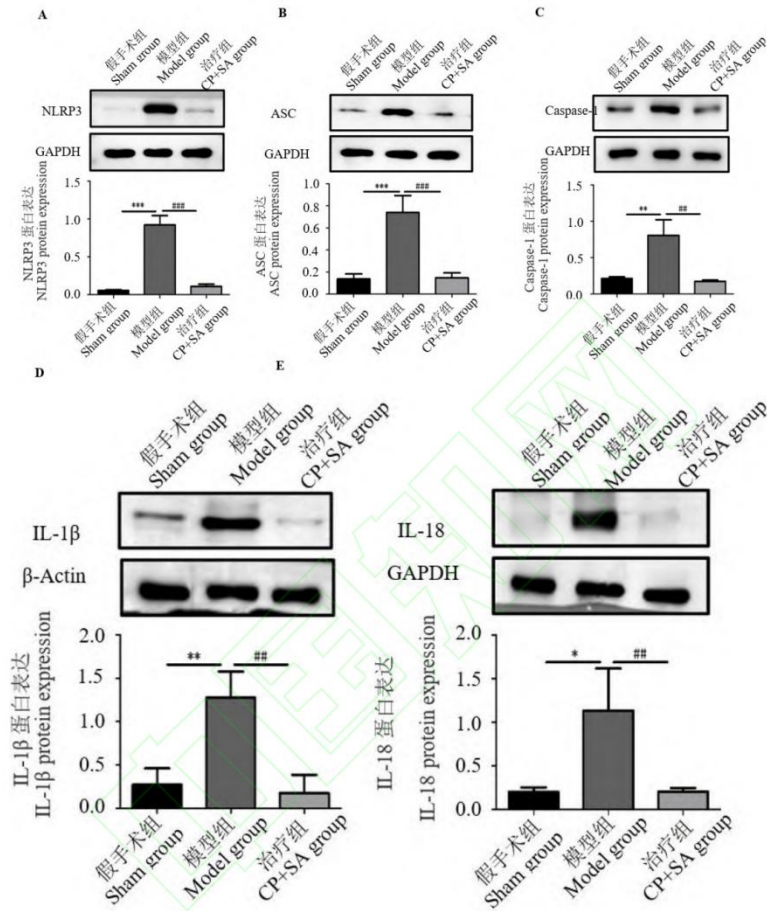 A
假手术组
Sham group
模型组
Model group
治疗组
CP+SA group
NLRP3
GAPDH
NLRP3 蛋白表达
NLRP3 protein expression
1.5
1.0
0.5
0.0
***
###
假手术组
Sham group
模型组
Model group
治疗组
CP+SA group
B
假手术组
Sham group
模型组
Model group
治疗组
CP+SA group
ASC
GAPDH
ASC 蛋白表达
ASC protein expression
1.0
0.8
0.6
0.4
0.2
0.0
***
###
假手术组
Sham group
模型组
Model group
治疗组
CP+SA group
C
假手术组
Sham group
模型组
Model group
治疗组
CP+SA group
Caspase-1
GAPDH
Caspase-1 蛋白表达
Caspase-1 protein expression
1.5
1.0
0.5
0.0
**
##
假手术组
Sham group
模型组
Model group
治疗组
CP+SA group
D
假手术组
Sham group
模型组
Model group
治疗组
CP+SA group
IL-1β
β-Actin
IL-1β 蛋白表达
IL-1β protein expression
2.0
1.5
1.0
0.5
0.0
**
##
假手术组
Sham group
模型组
Model group
治疗组
CP+SA group
E
假手术组
Sham group
模型组
Model group
治疗组
CP+SA group
IL-18
GAPDH
IL-18 蛋白表达
IL-18 protein expression
2.0
1.5
1.0
0.5
0.0
*
##
假手术组
Sham group
模型组
Model group
治疗组
CP+SA group